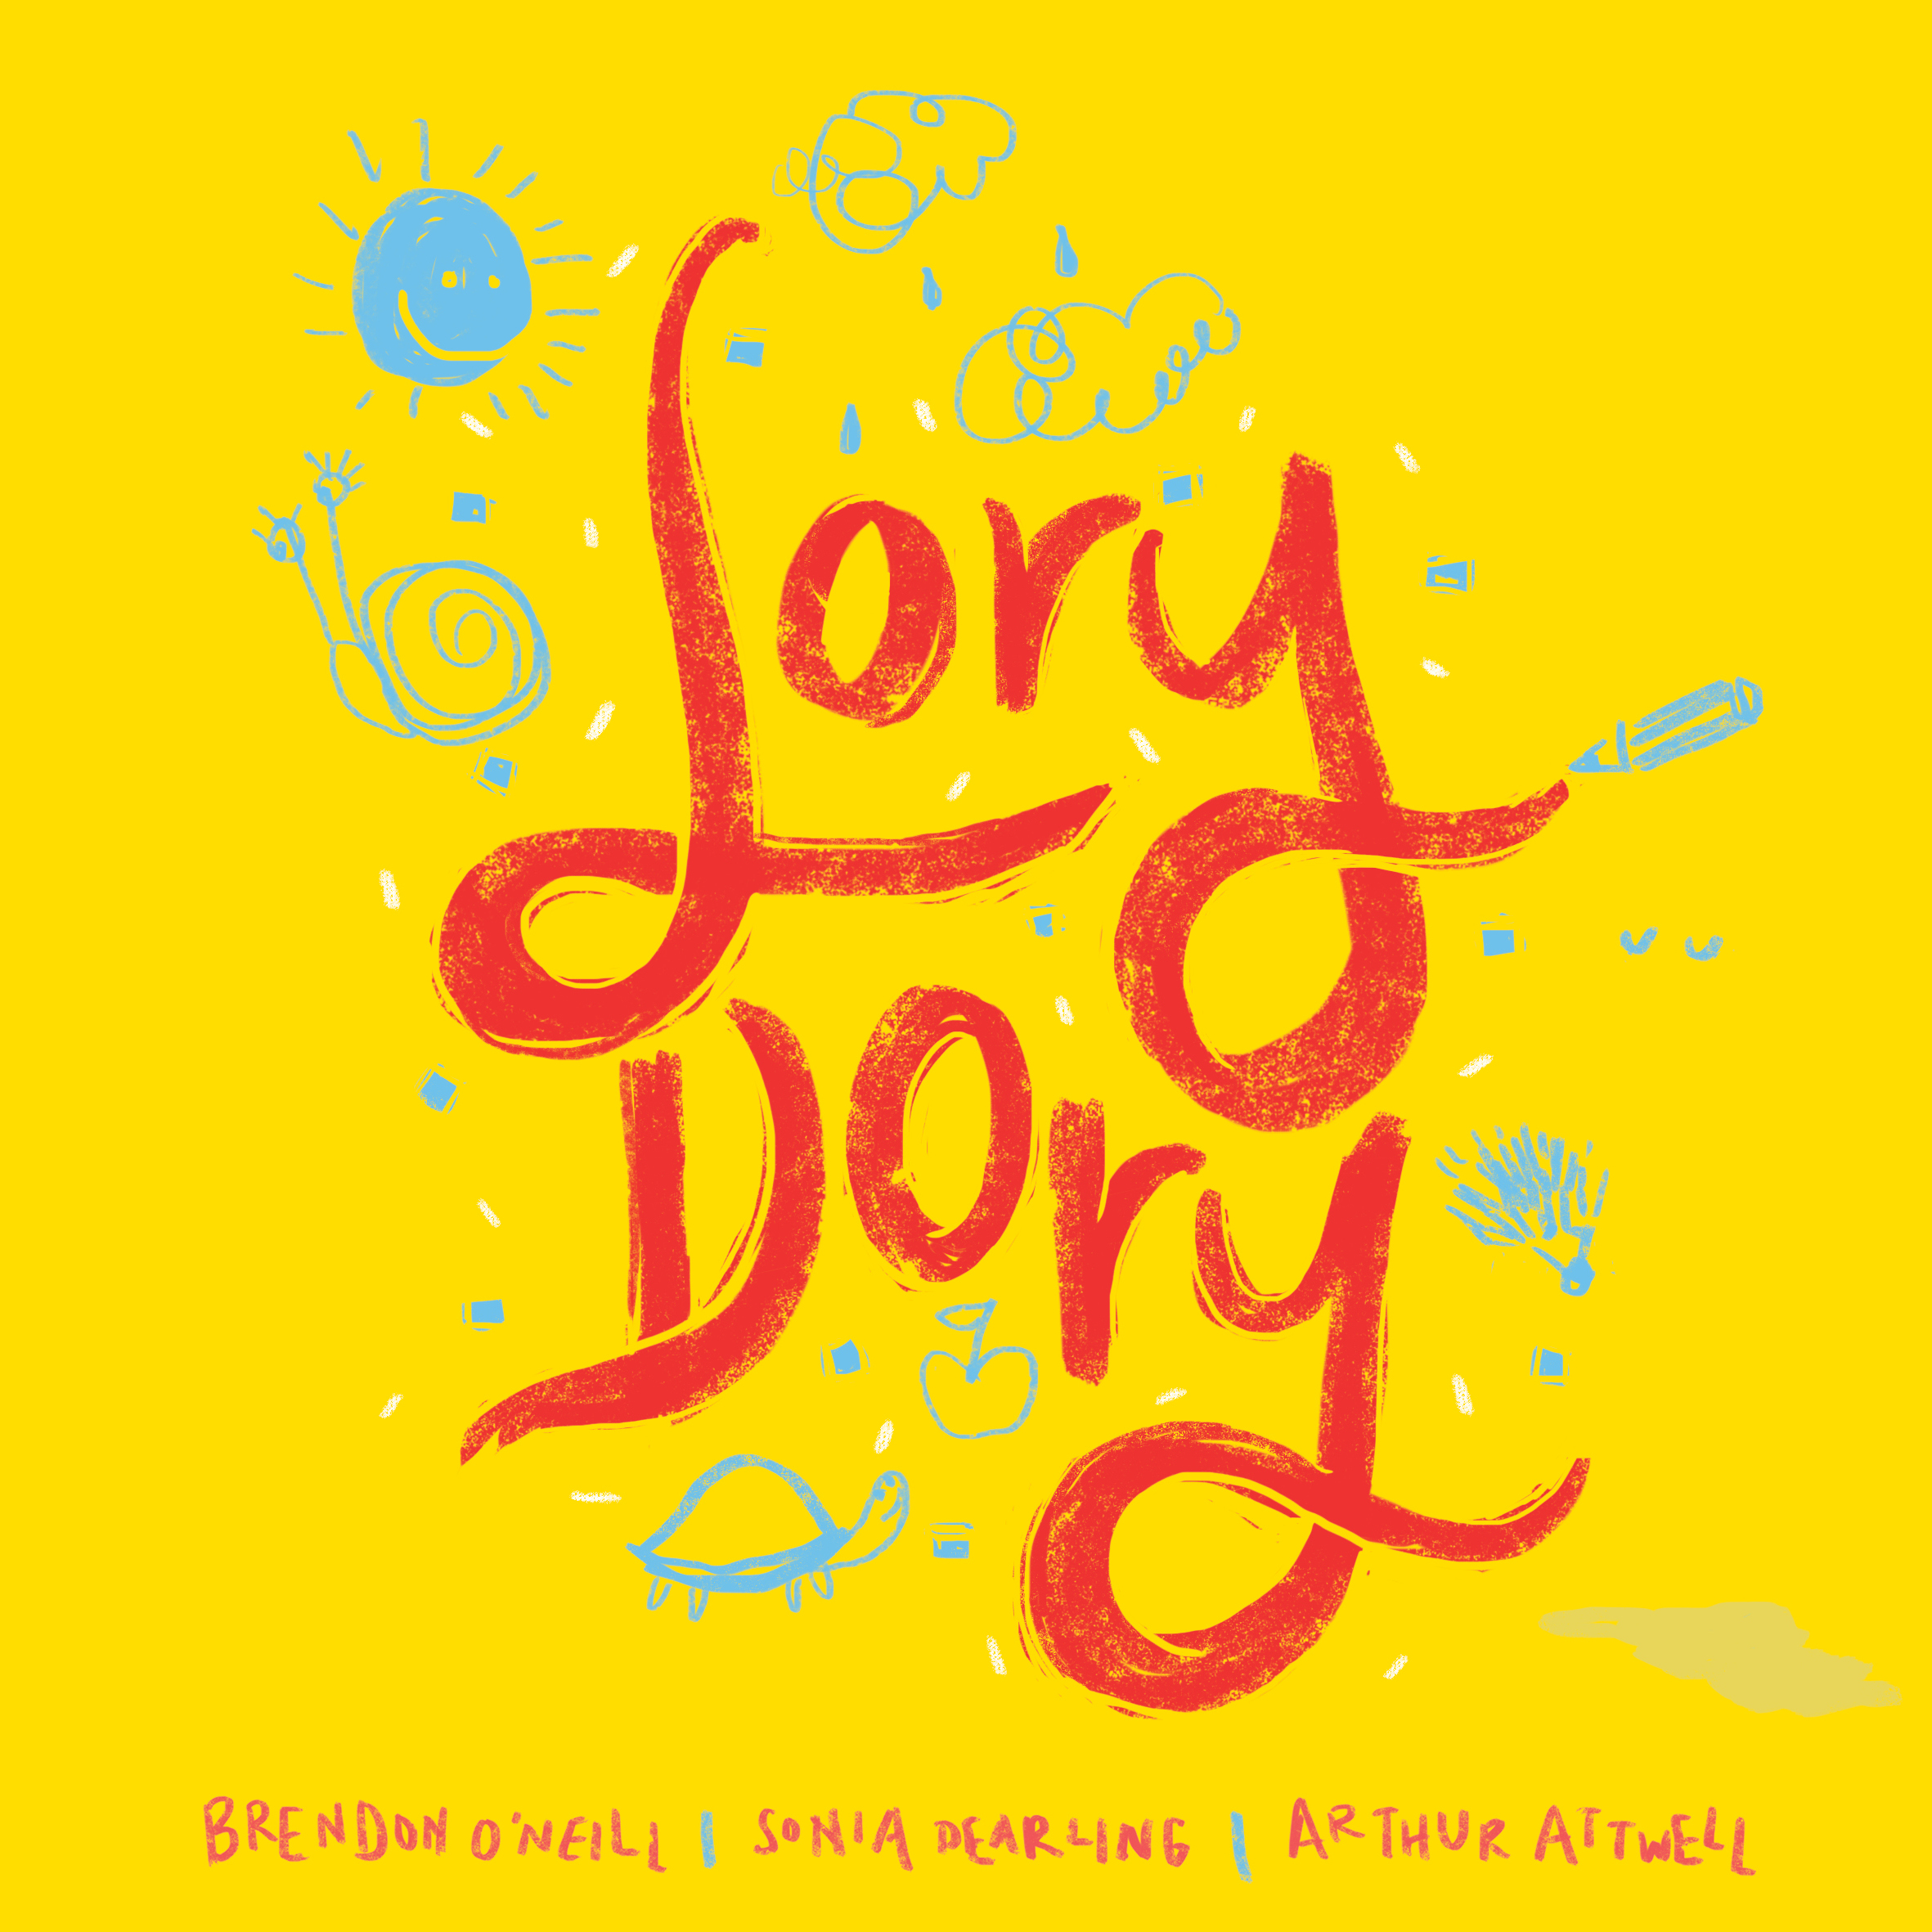 Lory
Dory
BRENDON O'NEILL | SONIA DEARLING | ARTHUR ATTWELL